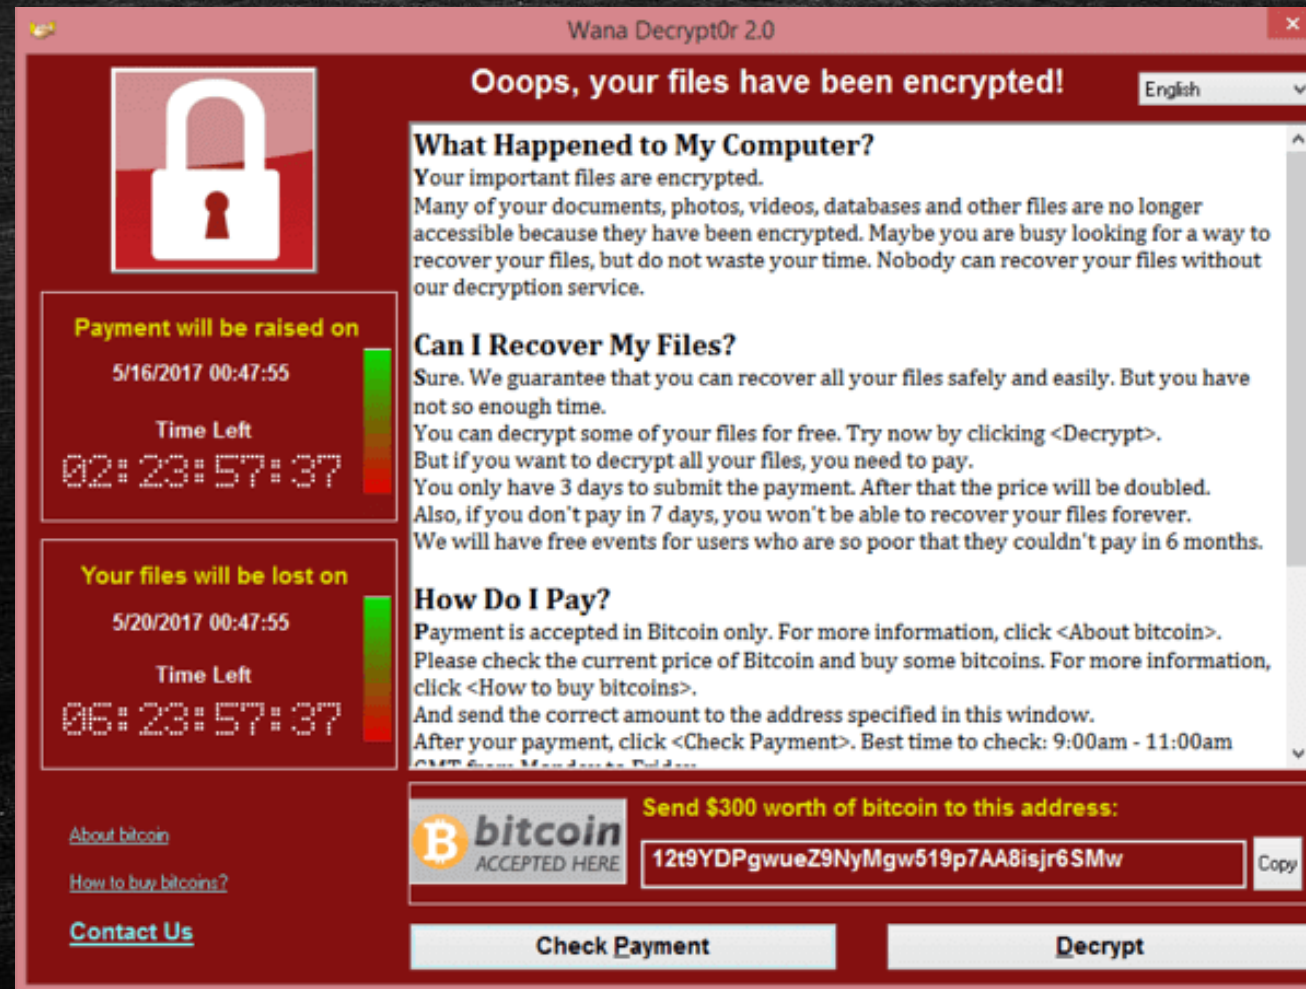 Wana Decrypt0r 2.0
Ooops, your files have been encrypted!
English
Payment will be raised on
5/16/2017 00:47:55
Time Left
02:23:57:37
Your files will be lost on
5/20/2017 00:47:55
Time Left
06:23:57:37
About bitcoin
How to buy bitcoins?
Contact Us
What Happened to My Computer?
Your important files are encrypted.
Many of your documents, photos, videos, databases and other files are no longer
accessible because they have been encrypted. Maybe you are busy looking for a way to
recover your files, but do not waste your time. Nobody can recover your files without
our decryption service.
Can I Recover My Files?
Sure. We guarantee that you can recover all your files safely and easily. But you have
not so enough time.
You can decrypt some of your files for free. Try now by clicking <Decrypt>.
But if you want to decrypt all your files, you need to pay.
You only have 3 days to submit the payment. After that the price will be doubled.
Also, if you don't pay in 7 days, you won't be able to recover your files forever.
We will have free events for users who are so poor that they couldn't pay in 6 months.
How Do I Pay?
Payment is accepted in Bitcoin only. For more information, click <About bitcoin>.
Please check the current price of Bitcoin and buy some bitcoins. For more information,
click <How to buy bitcoins>.
And send the correct amount to the address specified in this window.
After your payment, click <Check Payment>. Best time to check: 9:00am - 11:00am
GMT from Monday to Friday
bitcoin
ACCEPTED HERE
Send $300 worth of bitcoin to this address:
12t9YDPgwueZ9NyMgw519p7AA8isjr6SMw
Copy
Check Payment
Decrypt